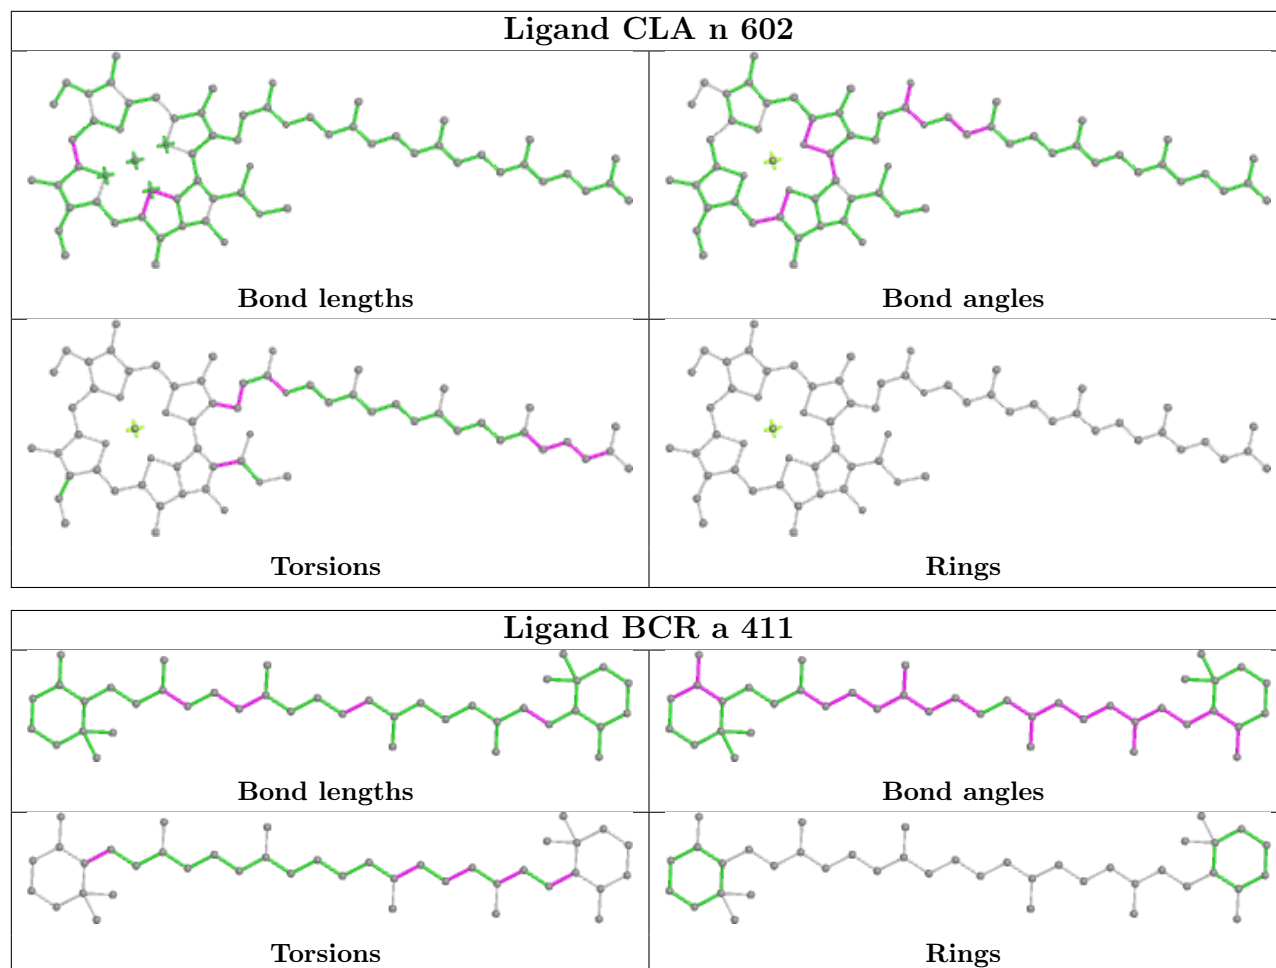 Ligand CLA n 602
Bond lengths
Bond angles
Torsions
Rings
Ligand BCR a 411
Bond lengths
Bond angles
Torsions
Rings